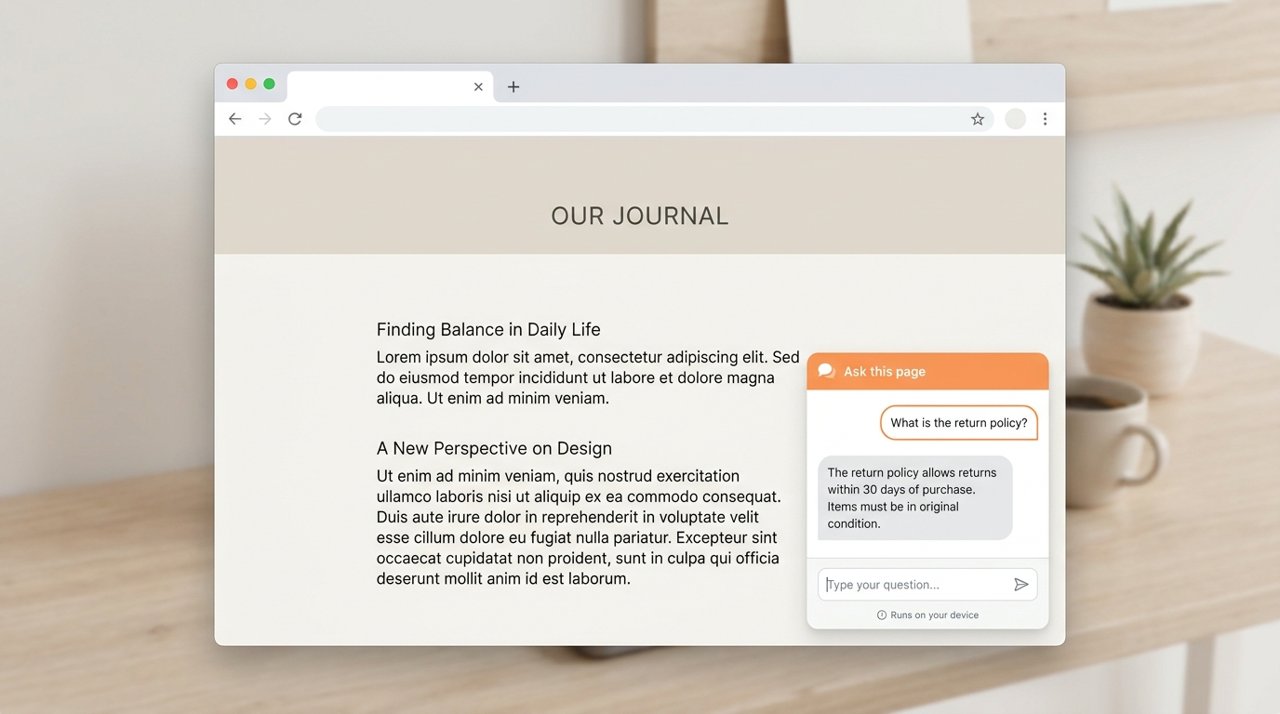 OUR JOURNAL
Finding Balance in Daily Life
Lorem ipsum dolor sit amet, consectetur adipiscing elit. Sed
do eiusmod tempor incididunt ut labore et dolore magna
aliqua. Ut enim ad minim veniam.
A New Perspective on Design
Ut enim ad minim veniam, quis nostrud exercitation
ullamco laboris nisi ut aliquip ex ea commodo consequat.
Duis aute irure dolor in reprehenderit in voluptate velit
esse cillum dolore eu fugiat nulla pariatur. Excepteur sint
occaecat cupidatat non proident, sunt in culpa qui officia
deserunt mollit anim id est laborum.
Ask this page
What is the return policy?
The return policy allows returns
within 30 days of purchase.
Items must be in original
condition.
Type your question...
Runs on your device